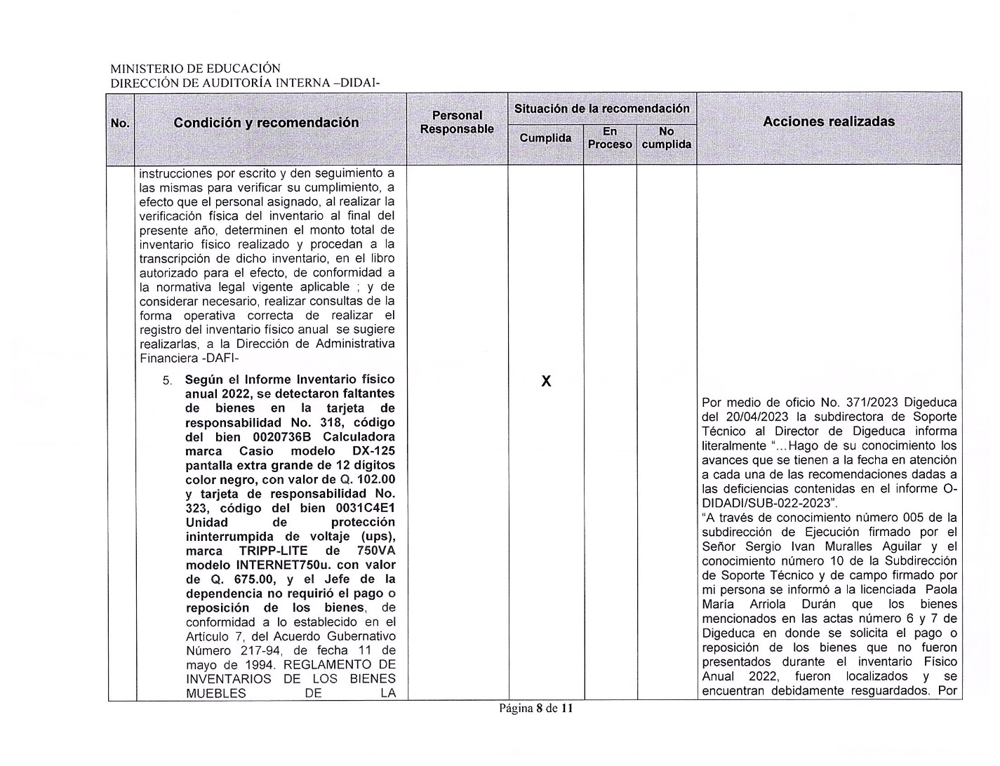 MINISTERIO DE EDUCACIÓN
DIRECCIÓN DE AUDITORÍA INTERNA –DIDAI-
No.
Condición y recomendación
Personal
Responsable
Situación de la recomendación
Cumplida
En
Proceso
No
cumplida
Acciones realizadas
instrucciones por escrito y den seguimiento a
las mismas para verificar su cumplimiento, a
efecto que el personal asignado, al realizar la
verificación física del inventario al final del
presente año, determinen el monto total de
inventario físico realizado y procedan a la
transcripción de dicho inventario, en el libro
autorizado para el efecto, de conformidad a
la normativa legal vigente aplicable ; y de
considerar necesario, realizar consultas de la
forma operativa correcta de realizar el
registro del inventario físico anual se sugiere
realizarlas, a la Dirección de Administrativa
Financiera -DAFI-
5. Según el Informe Inventario físico
anual 2022, se detectaron faltantes
de bienes en la tarjeta de
responsabilidad No. 318, código
del bien 0020736B Calculadora
marca Casio modelo DX-125
pantalla extra grande de 12 dígitos
color negro, con valor de Q. 102.00
y tarjeta de responsabilidad No.
323, código del bien 0031C4E1
Unidad de protección
ininterrumpida de voltaje (ups),
marca TRIPP-LITE de 750VA
modelo INTERNET750u. con valor
de Q. 675.00, y el Jefe de la
dependencia no requirió el pago o
reposición de los bienes, de
conformidad a lo establecido en el
Artículo 7, del Acuerdo Gubernativo
Número 217-94, de fecha 11 de
mayo de 1994. REGLAMENTO DE
INVENTARIOS DE LOS BIENES
MUEBLES DE LA
X
Por medio de oficio No. 371/2023 Digeduca
del 20/04/2023 la subdirectora de Soporte
Técnico al Director de Digeduca informa
literalmente “…Hago de su conocimiento los
avances que se tienen a la fecha en atención
a cada una de las recomendaciones dadas a
las deficiencias contenidas en el informe O-
DIDADI/SUB-022-2023”.
“A través de conocimiento número 005 de la
subdirección de Ejecución firmado por el
Señor Sergio Ivan Muralles Aguilar y el
conocimiento número 10 de la Subdirección
de Soporte Técnico y de campo firmado por
mi persona se informó a la licenciada Paola
María Arriola Durán que los bienes
mencionados en las actas número 6 y 7 de
Digeduca en donde se solicita el pago o
reposición de los bienes que no fueron
presentados durante el inventario Físico
Anual 2022, fueron localizados y se
encuentran debidamente resguardados. Por
Página 8 de 11